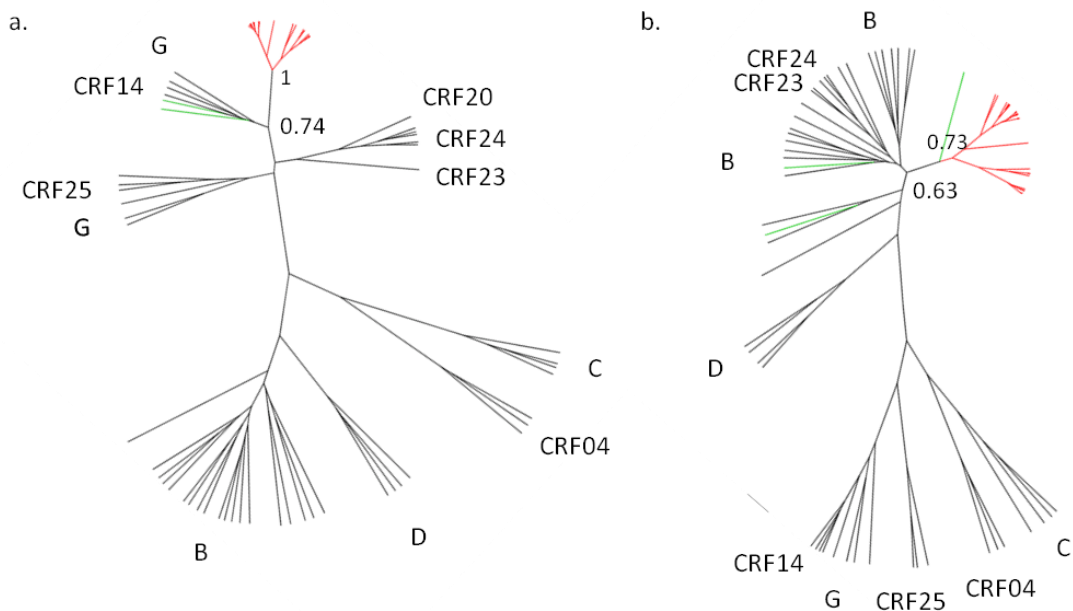 a.
G
CRF14
1
0.74
CRF20
CRF24
CRF23
CRF25
G
C
CRF04
D
B
b.
B
CRF24
CRF23
B
0.73
0.63
D
C
CRF14
G
CRF25
CRF04